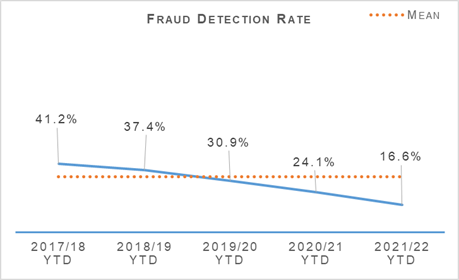 FRAUD DETECTION RATE
MEAN
41.2%
37.4%
30.9%
24.1%
16.6%
2017/18 YTD
2018/19 YTD
2019/20 YTD
2020/21 YTD
2021/22 YTD